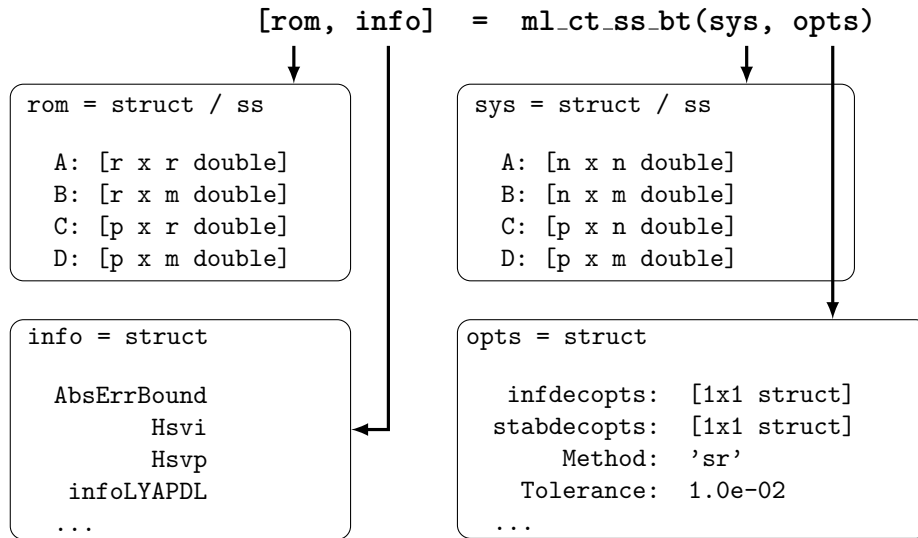 [rom, info] = ml_ct_ss_bt(sys, opts)
rom = struct / ss
A: [r x r double]
B: [r x m double]
C: [p x r double]
D: [p x m double]
sys = struct / ss
A: [n x n double]
B: [n x m double]
C: [p x n double]
D: [p x m double]
info = struct
AbsErrBound
Hsvi
Hsvp
infoLYAPDL
...
opts = struct
infdecopts: [1x1 struct]
stabdecopts: [1x1 struct]
Method: ’sr’
Tolerance: 1.0e-02
...